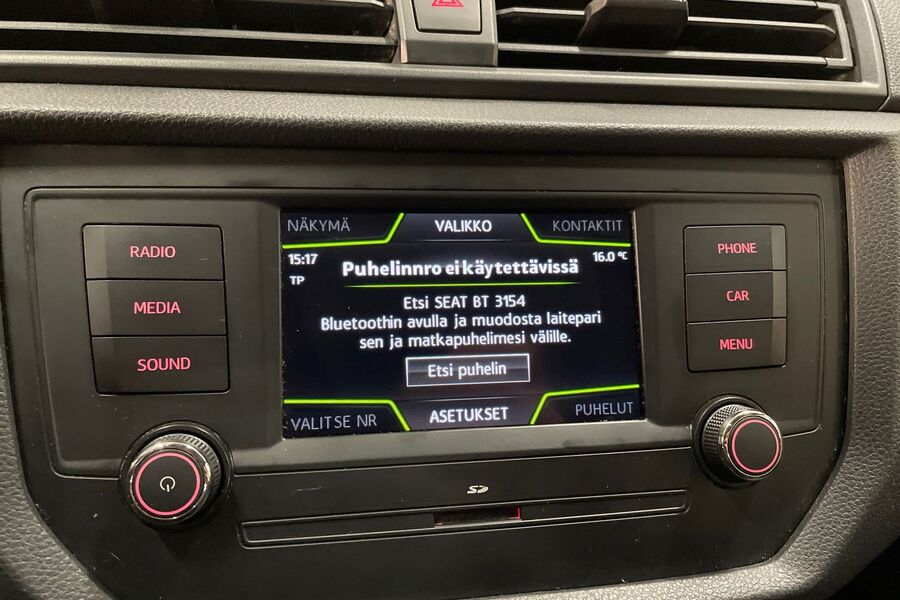 NÄKYMÄ VALIKKO KONTAKTIT
15:17 Puhelinnro ei käytettävissä 16.0 °C
TP
Etsi SEAT BT 3154
Bluetoothin avulla ja muodosta laitepari
sen ja matkapuhelimesi välille.
Etsi puhelin
VALITSE NR ASETUKSET PUHELUT
RADIO
MEDIA
SOUND
PHONE
CAR
MENU
SD